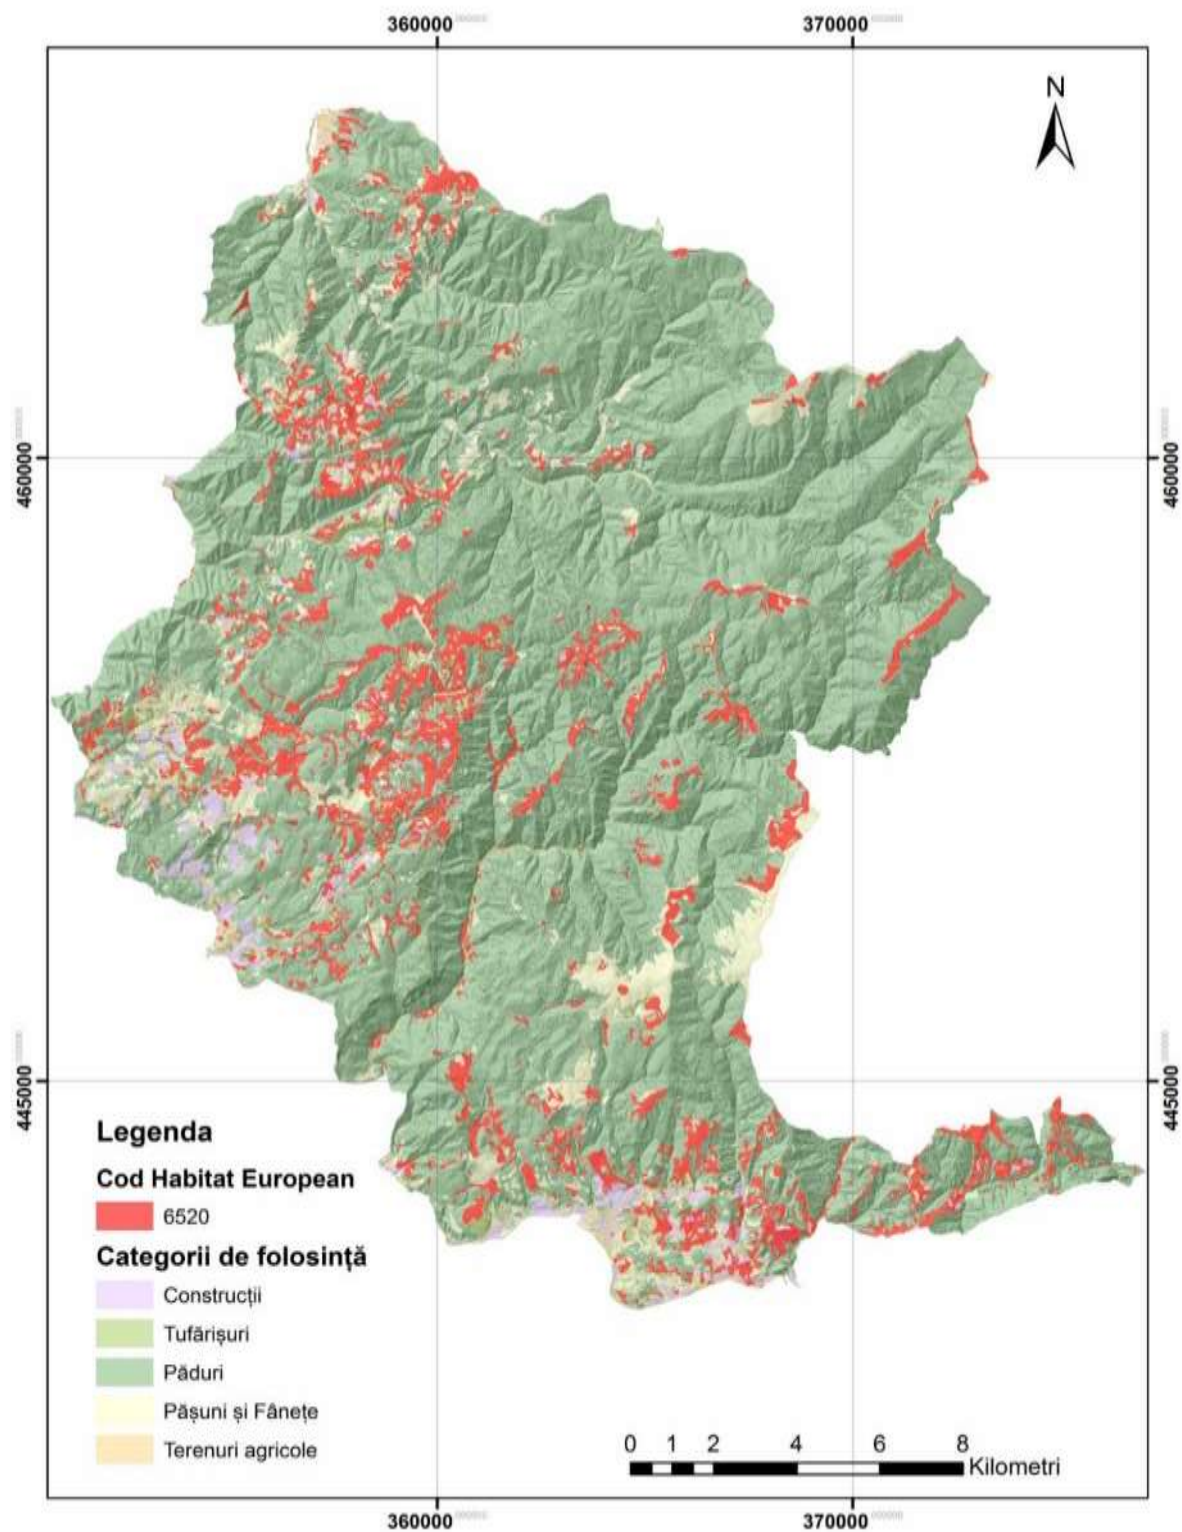 360000
370000
N
460000
460000
445000
445000
Legenda
Cod Habitat European
6520
Categorii de folosință
Construcții
Tufărișuri
Păduri
Pășuni și Fânețe
Terenuri agricole
0 1 2 4 6 8
Kilometri
360000
370000